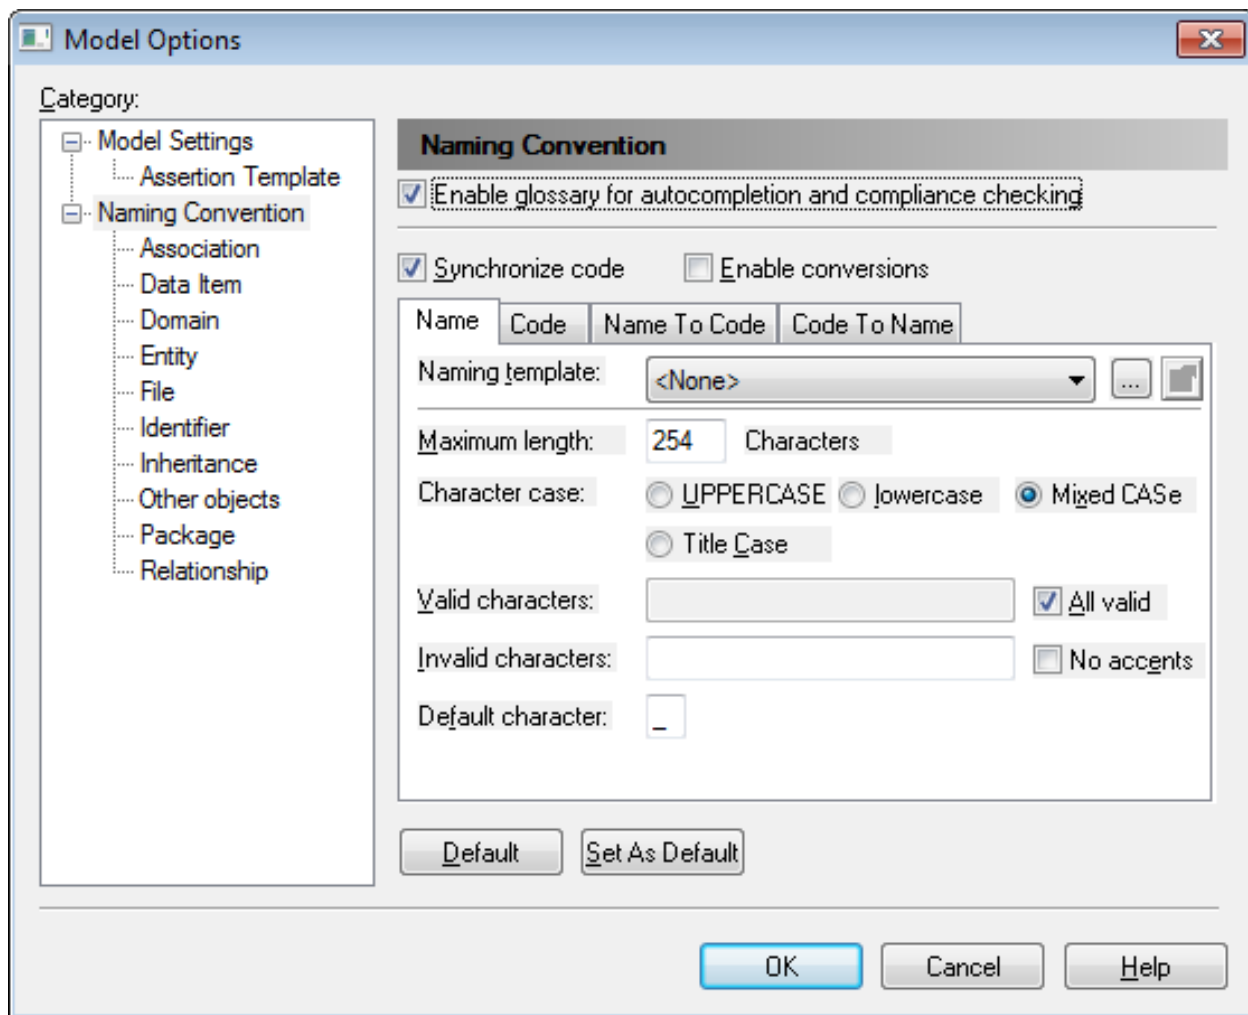 Model Options
Category:
Model Settings
Assertion Template
Naming Convention
Association
Data Item
Domain
Entity
File
Identifier
Inheritance
Other objects
Package
Relationship
Naming Convention
Enable glossary for autocompletion and compliance checking
Synchronize code Enable conversions
Name Code Name To Code Code To Name
Naming template: <None> ...
Maximum length: 254 Characters
Character case: UPPERCASE lowercase Mixed CASe
Title Case
Valid characters: All valid
Invalid characters: No accents
Default character: _
Default Set As Default
OK Cancel Help